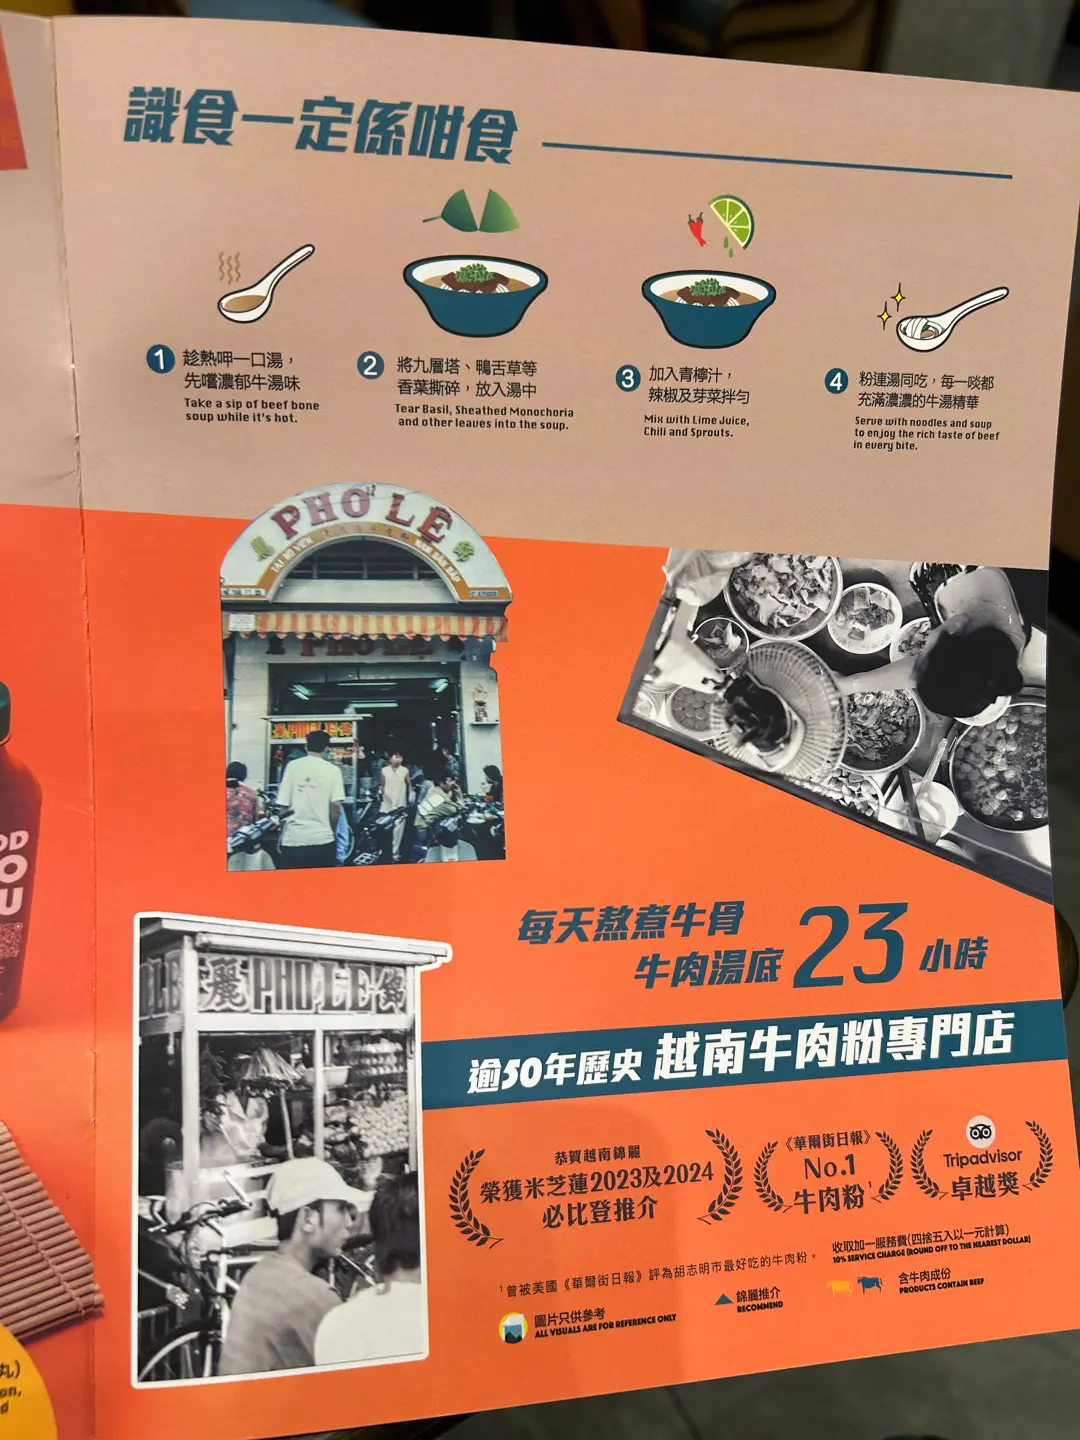 識食一定係咁食
1 趁熱呷一口湯，
先嚐濃郁牛湯味
Take a sip of beef bone
soup while it's hot.
2 將九層塔、鴨舌草等
香葉撕碎，放入湯中
Tear Basil, Sheathed Monochoria
and other leaves into the soup.
3 加入青檸汁，
辣椒及芽菜拌勻
Mix with Lime Juice,
Chili and Sprouts.
4 粉連湯同吃，每一啖都
充滿濃濃的牛湯精華
Serve with noodles and soup
to enjoy the rich taste of beef
in every bite.
PHỞ LỆ
TAI BO VIEN
PHO LE
麗 PHO LE 錦
每天熬煮牛骨
牛肉湯底 23 小時
逾50年歷史 越南牛肉粉專門店
恭賀越南錦麗
榮獲米芝蓮2023及2024
必比登推介
《華爾街日報》
No.1
牛肉粉¹
Tripadvisor
卓越獎
¹曾被美國《華爾街日報》評為胡志明市最好吃的牛肉粉。
收取加一服務費(四捨五入以一元計算)
10% SERVICE CHARGE (ROUND OFF TO THE NEAREST DOLLAR)
圖片只供參考
ALL VISUALS ARE FOR REFERENCE ONLY
錦麗推介
RECOMMEND
含牛肉成份
PRODUCTS CONTAIN BEEF